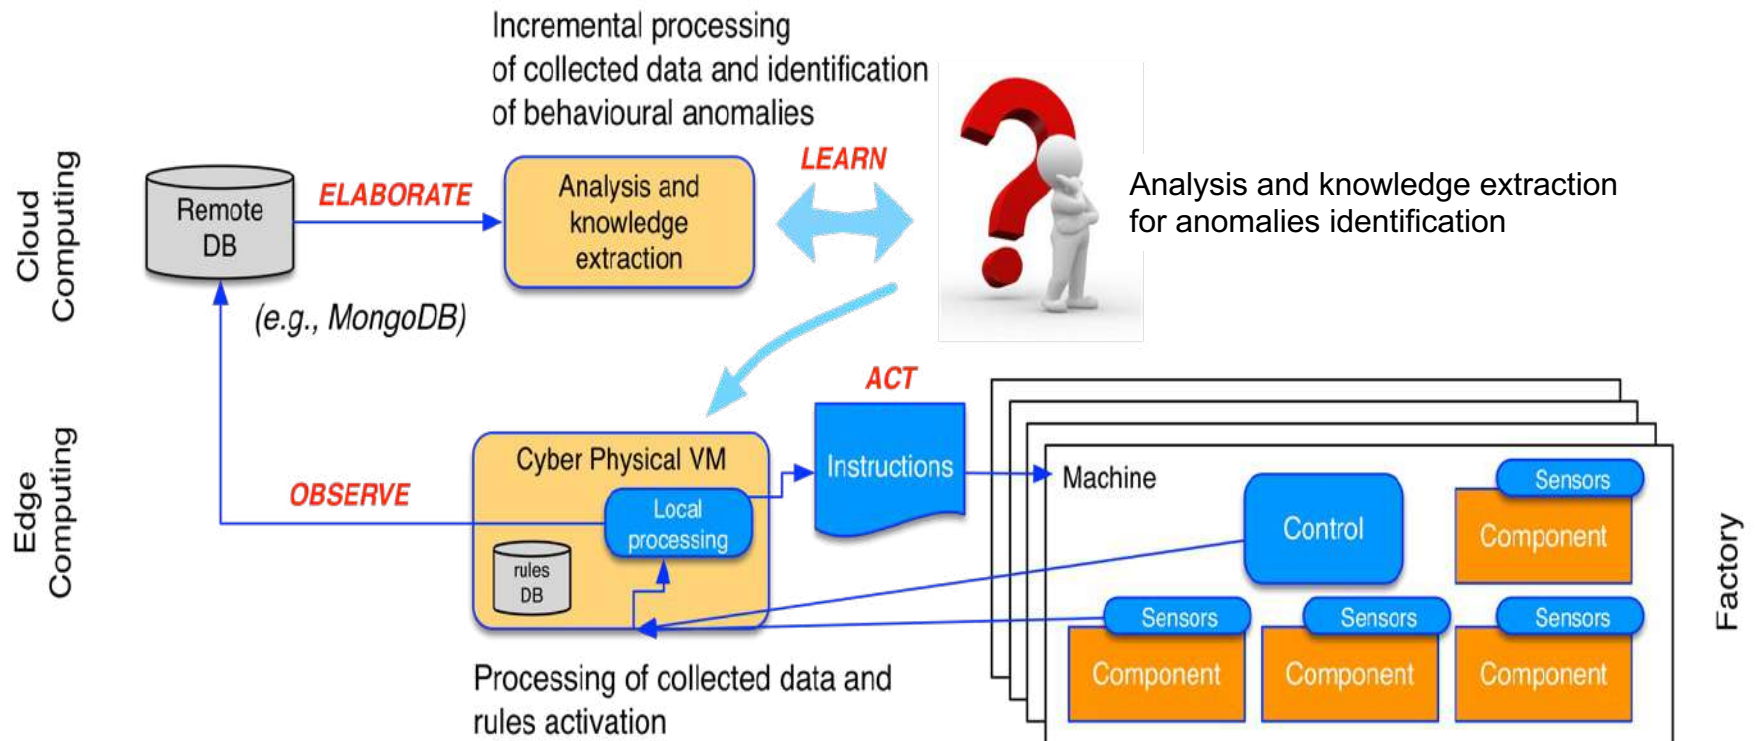 Incremental processing
of collected data and identification
of behavioural anomalies
Cloud
Computing
Remote
DB
ELABORATE
Analysis and
knowledge
extraction
LEARN
Analysis and knowledge extraction
for anomalies identification
(e.g., MongoDB)
ACT
Edge
Computing
OBSERVE
Cyber Physical VM
Local
processing
rules
DB
Instructions
Machine
Control
Sensors
Component
Sensors
Component
Sensors
Component
Sensors
Component
Factory
Processing of collected data and
rules activation